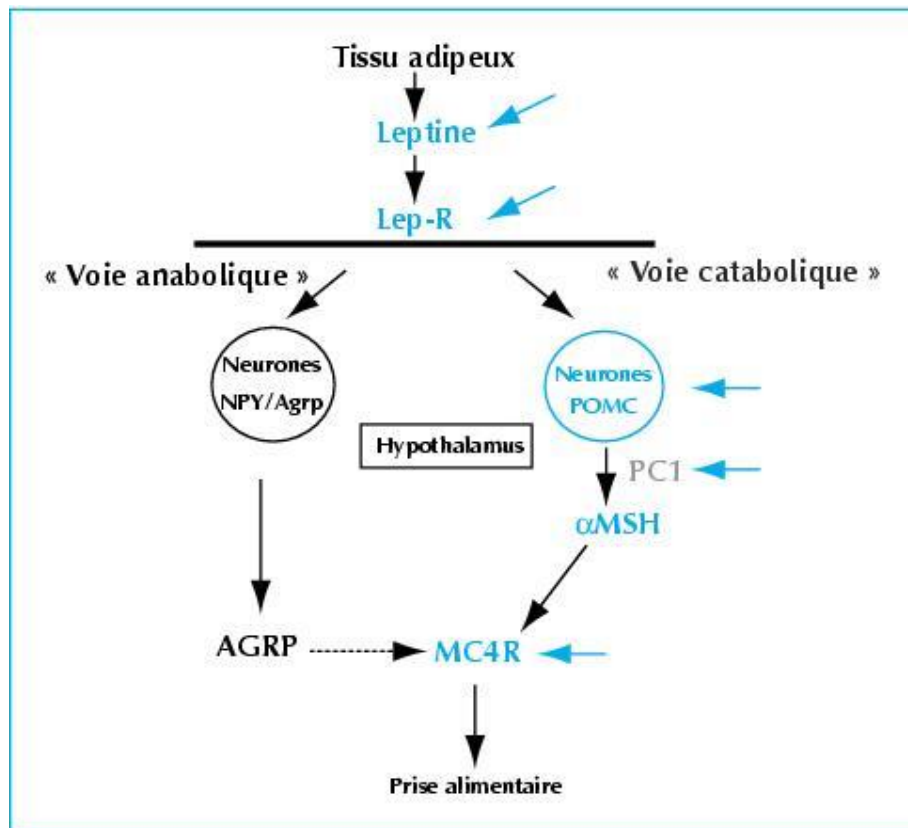 Tissu adipeux
Leptine
Lep-R
« Voie anabolique »
« Voie catabolique »
Neurones
NPY/Agrp
Neurones
POMC
Hypothalamus
PC1
αMSH
AGRP
MC4R
Prise alimentaire